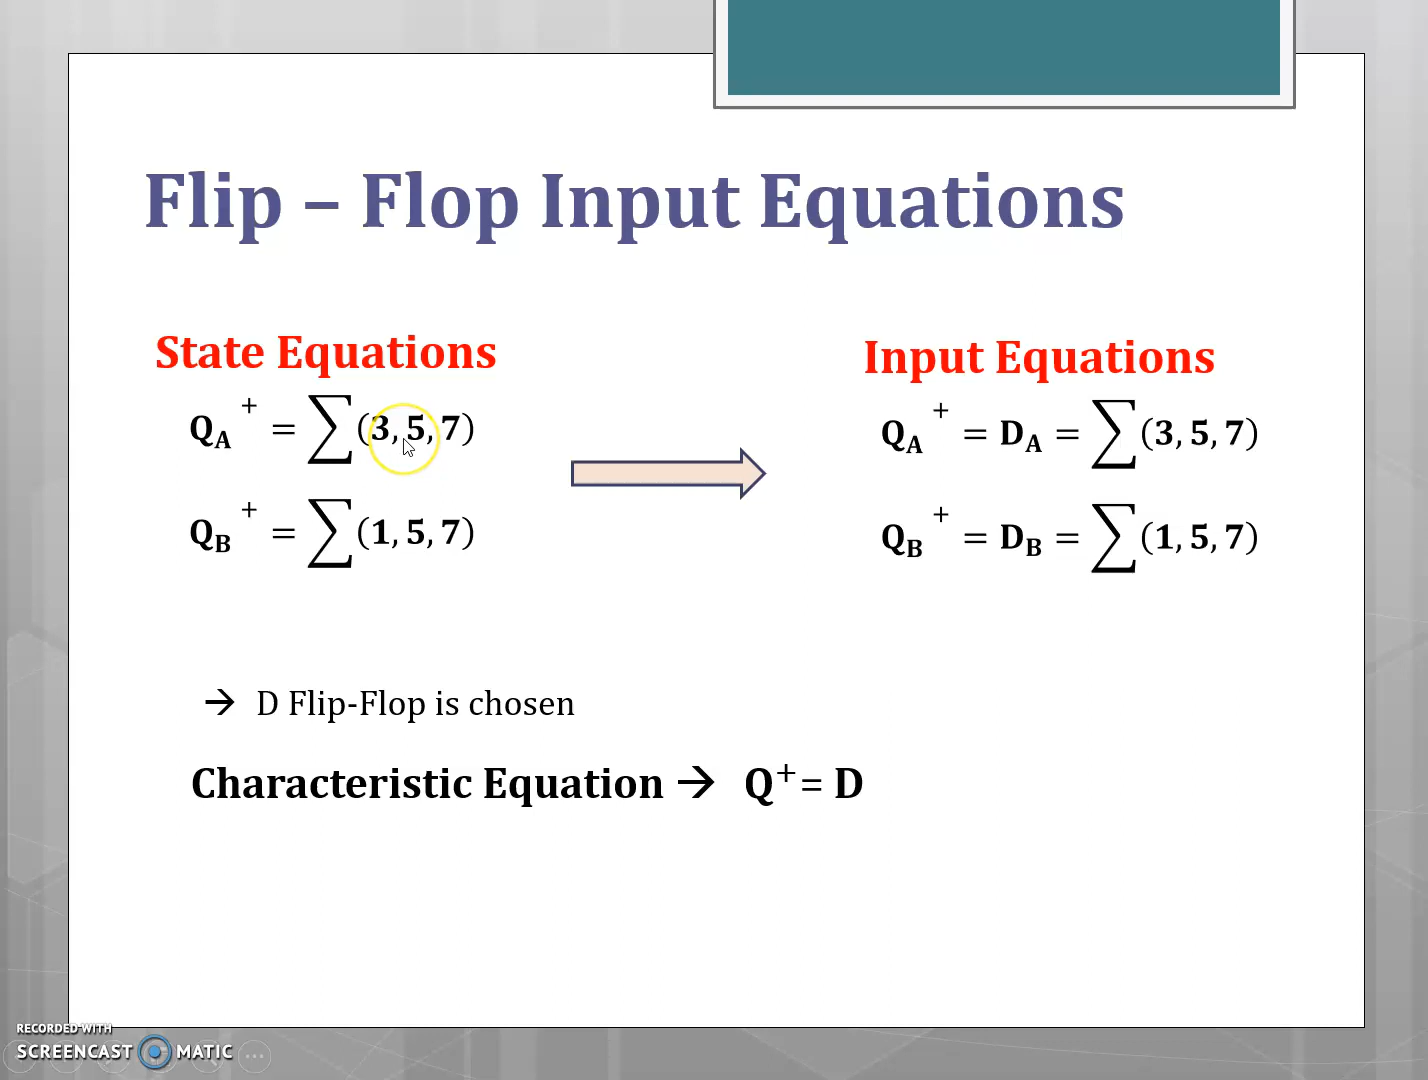 Flip – Flop Input Equations
State Equations
Q_A^+ = ∑(3, 5, 7)
Q_B^+ = ∑(1, 5, 7)
Input Equations
Q_A^+ = D_A = ∑(3, 5, 7)
Q_B^+ = D_B = ∑(1, 5, 7)
→ D Flip-Flop is chosen
Characteristic Equation → Q^+= D
RECORDED WITH
SCREENCAST MATIC